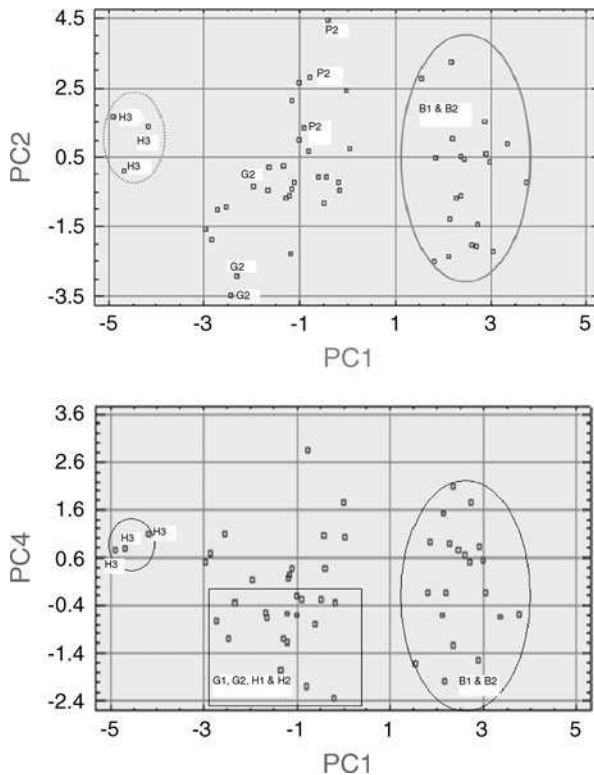 4.5
P2
P2
2.5
B1 & B2
H3
P2
H3
PC2
0.5
H3
G2
-1.5
G2
G2
-3.5
-5 -3 -1 1 3 5
PC1
3.6
2.6
1.6
H3
H3
PC4
0.6
H3
-0.4
-1.4
G1, G2, H1 & H2
B1 & B2
-2.4
-5 -3 -1 1 3 5
PC1